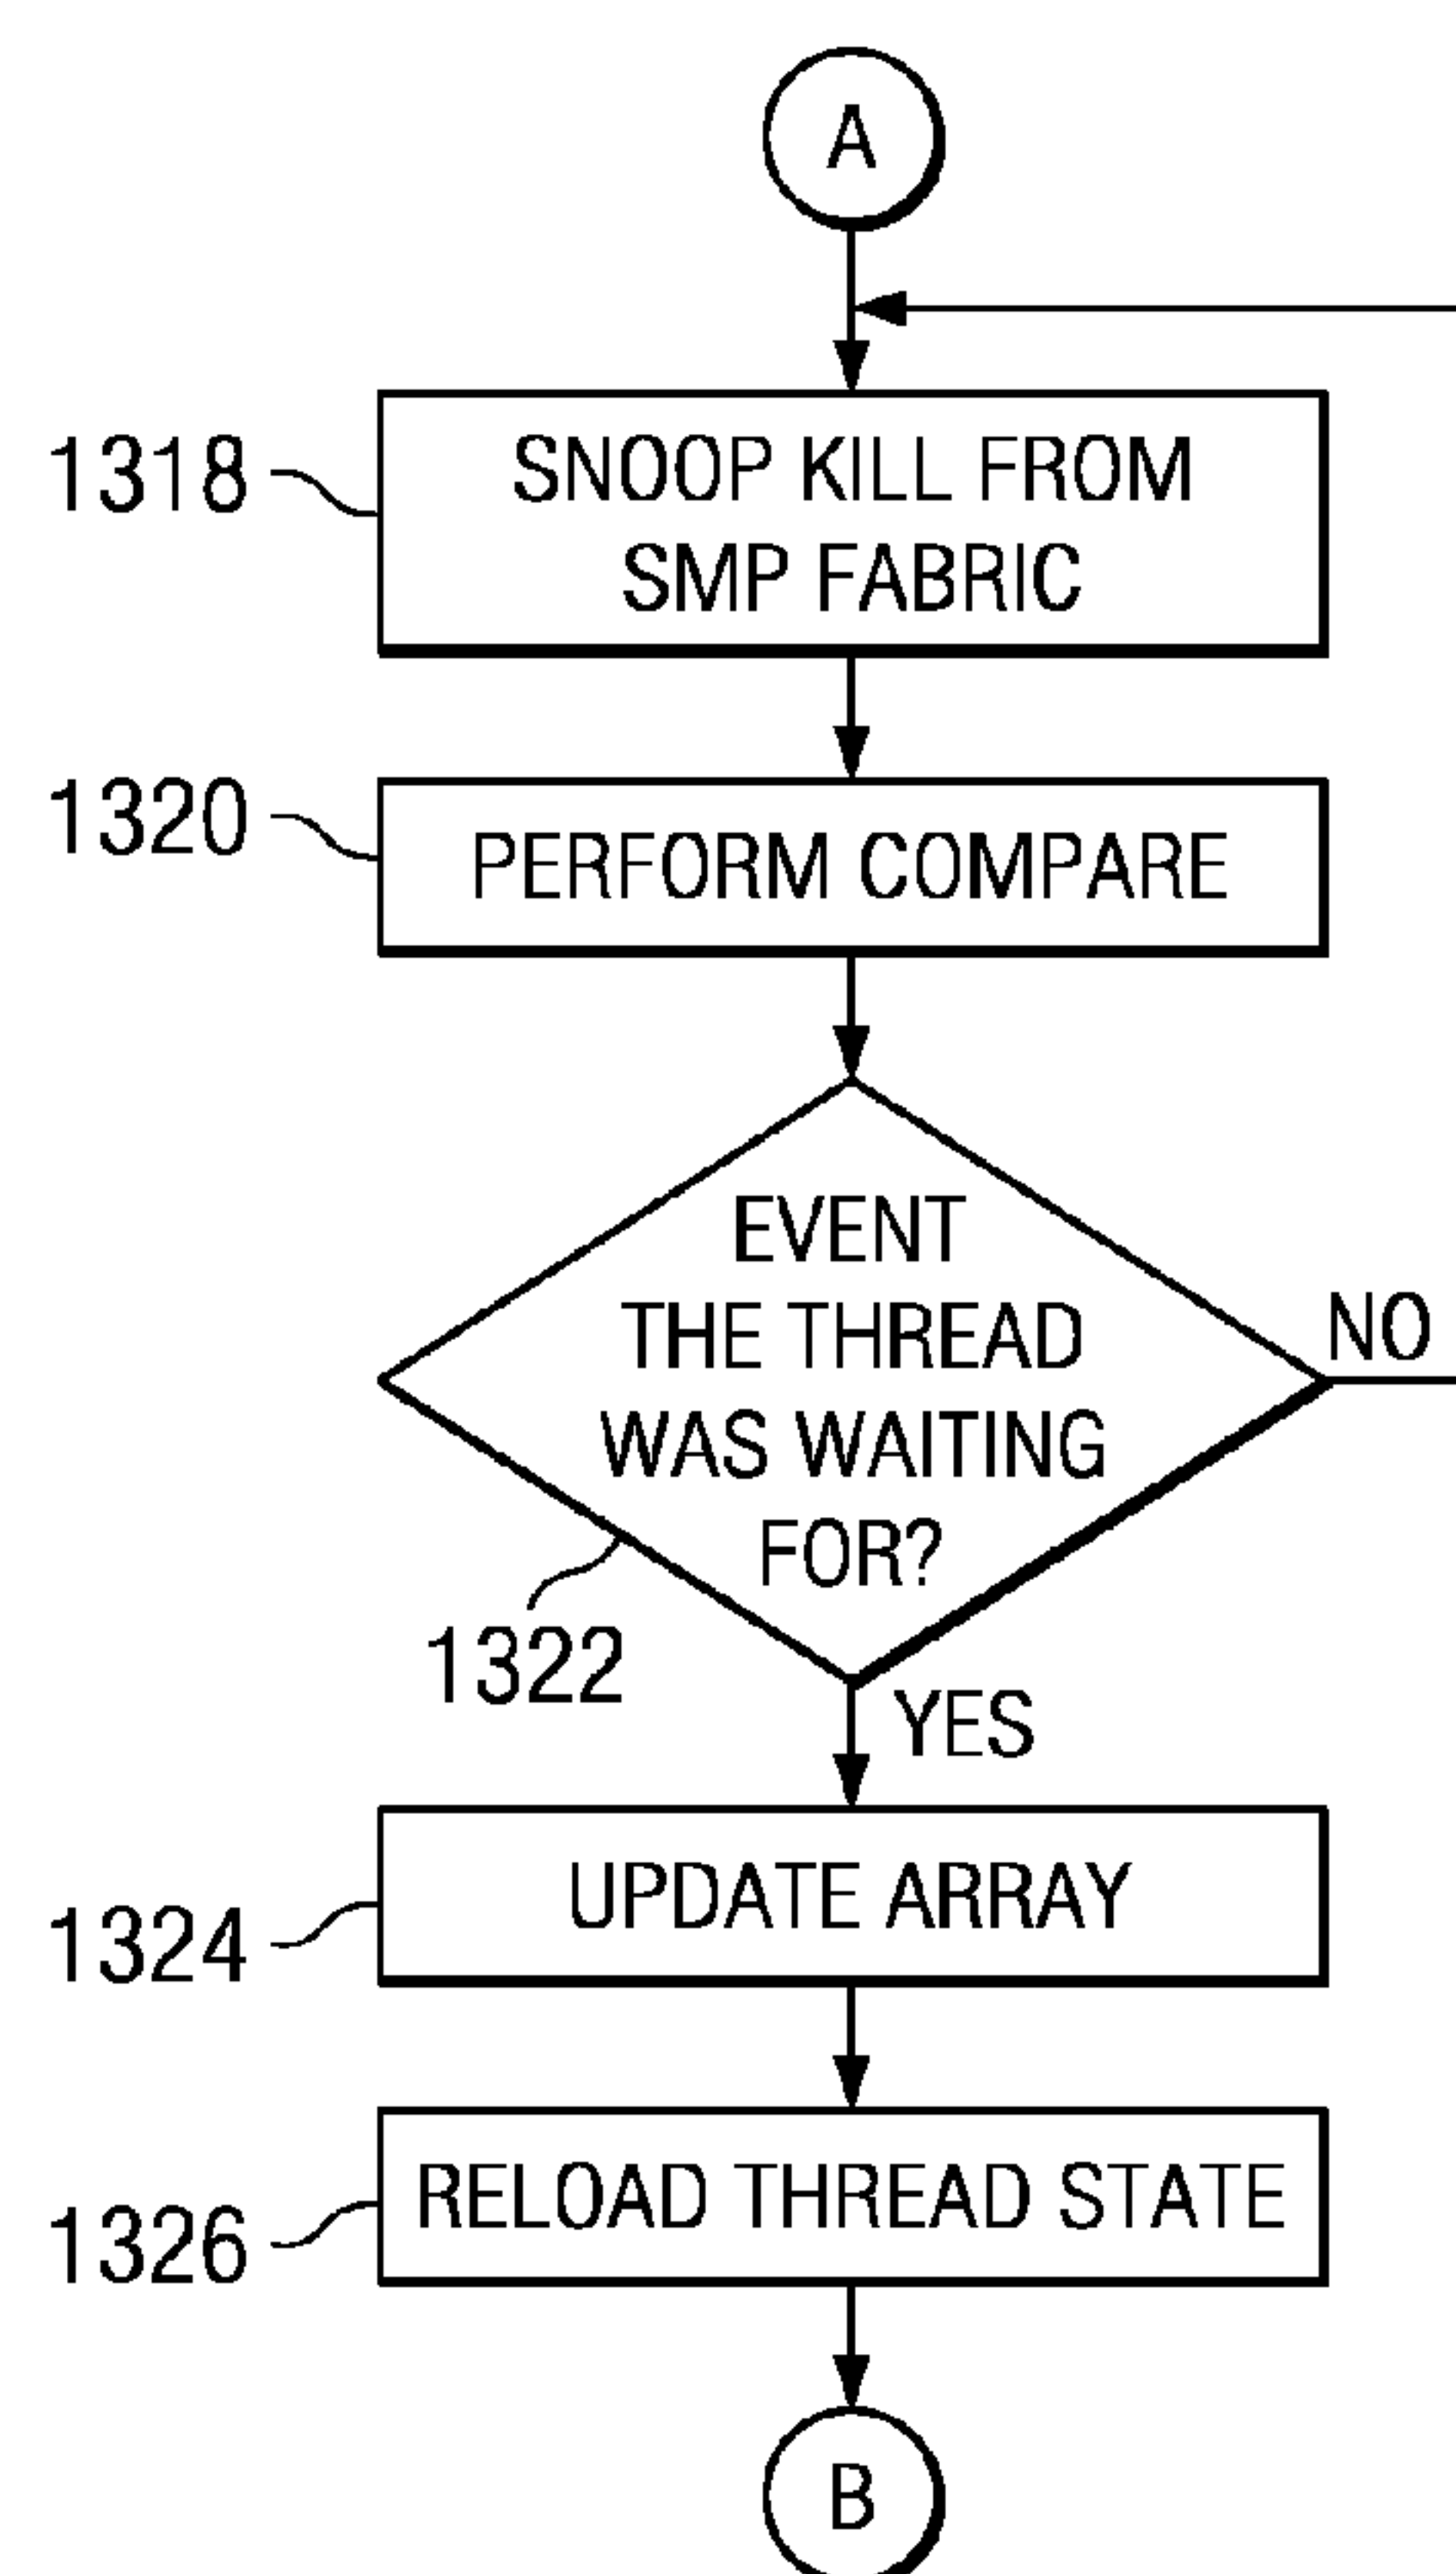 A
1318
SNOOP KILL FROM
SMP FABRIC
1320
PERFORM COMPARE
EVENT
THE THREAD
WAS WAITING
FOR?
NO
1322
YES
UPDATE ARRAY
1324
RELOAD THREAD STATE
1326
B